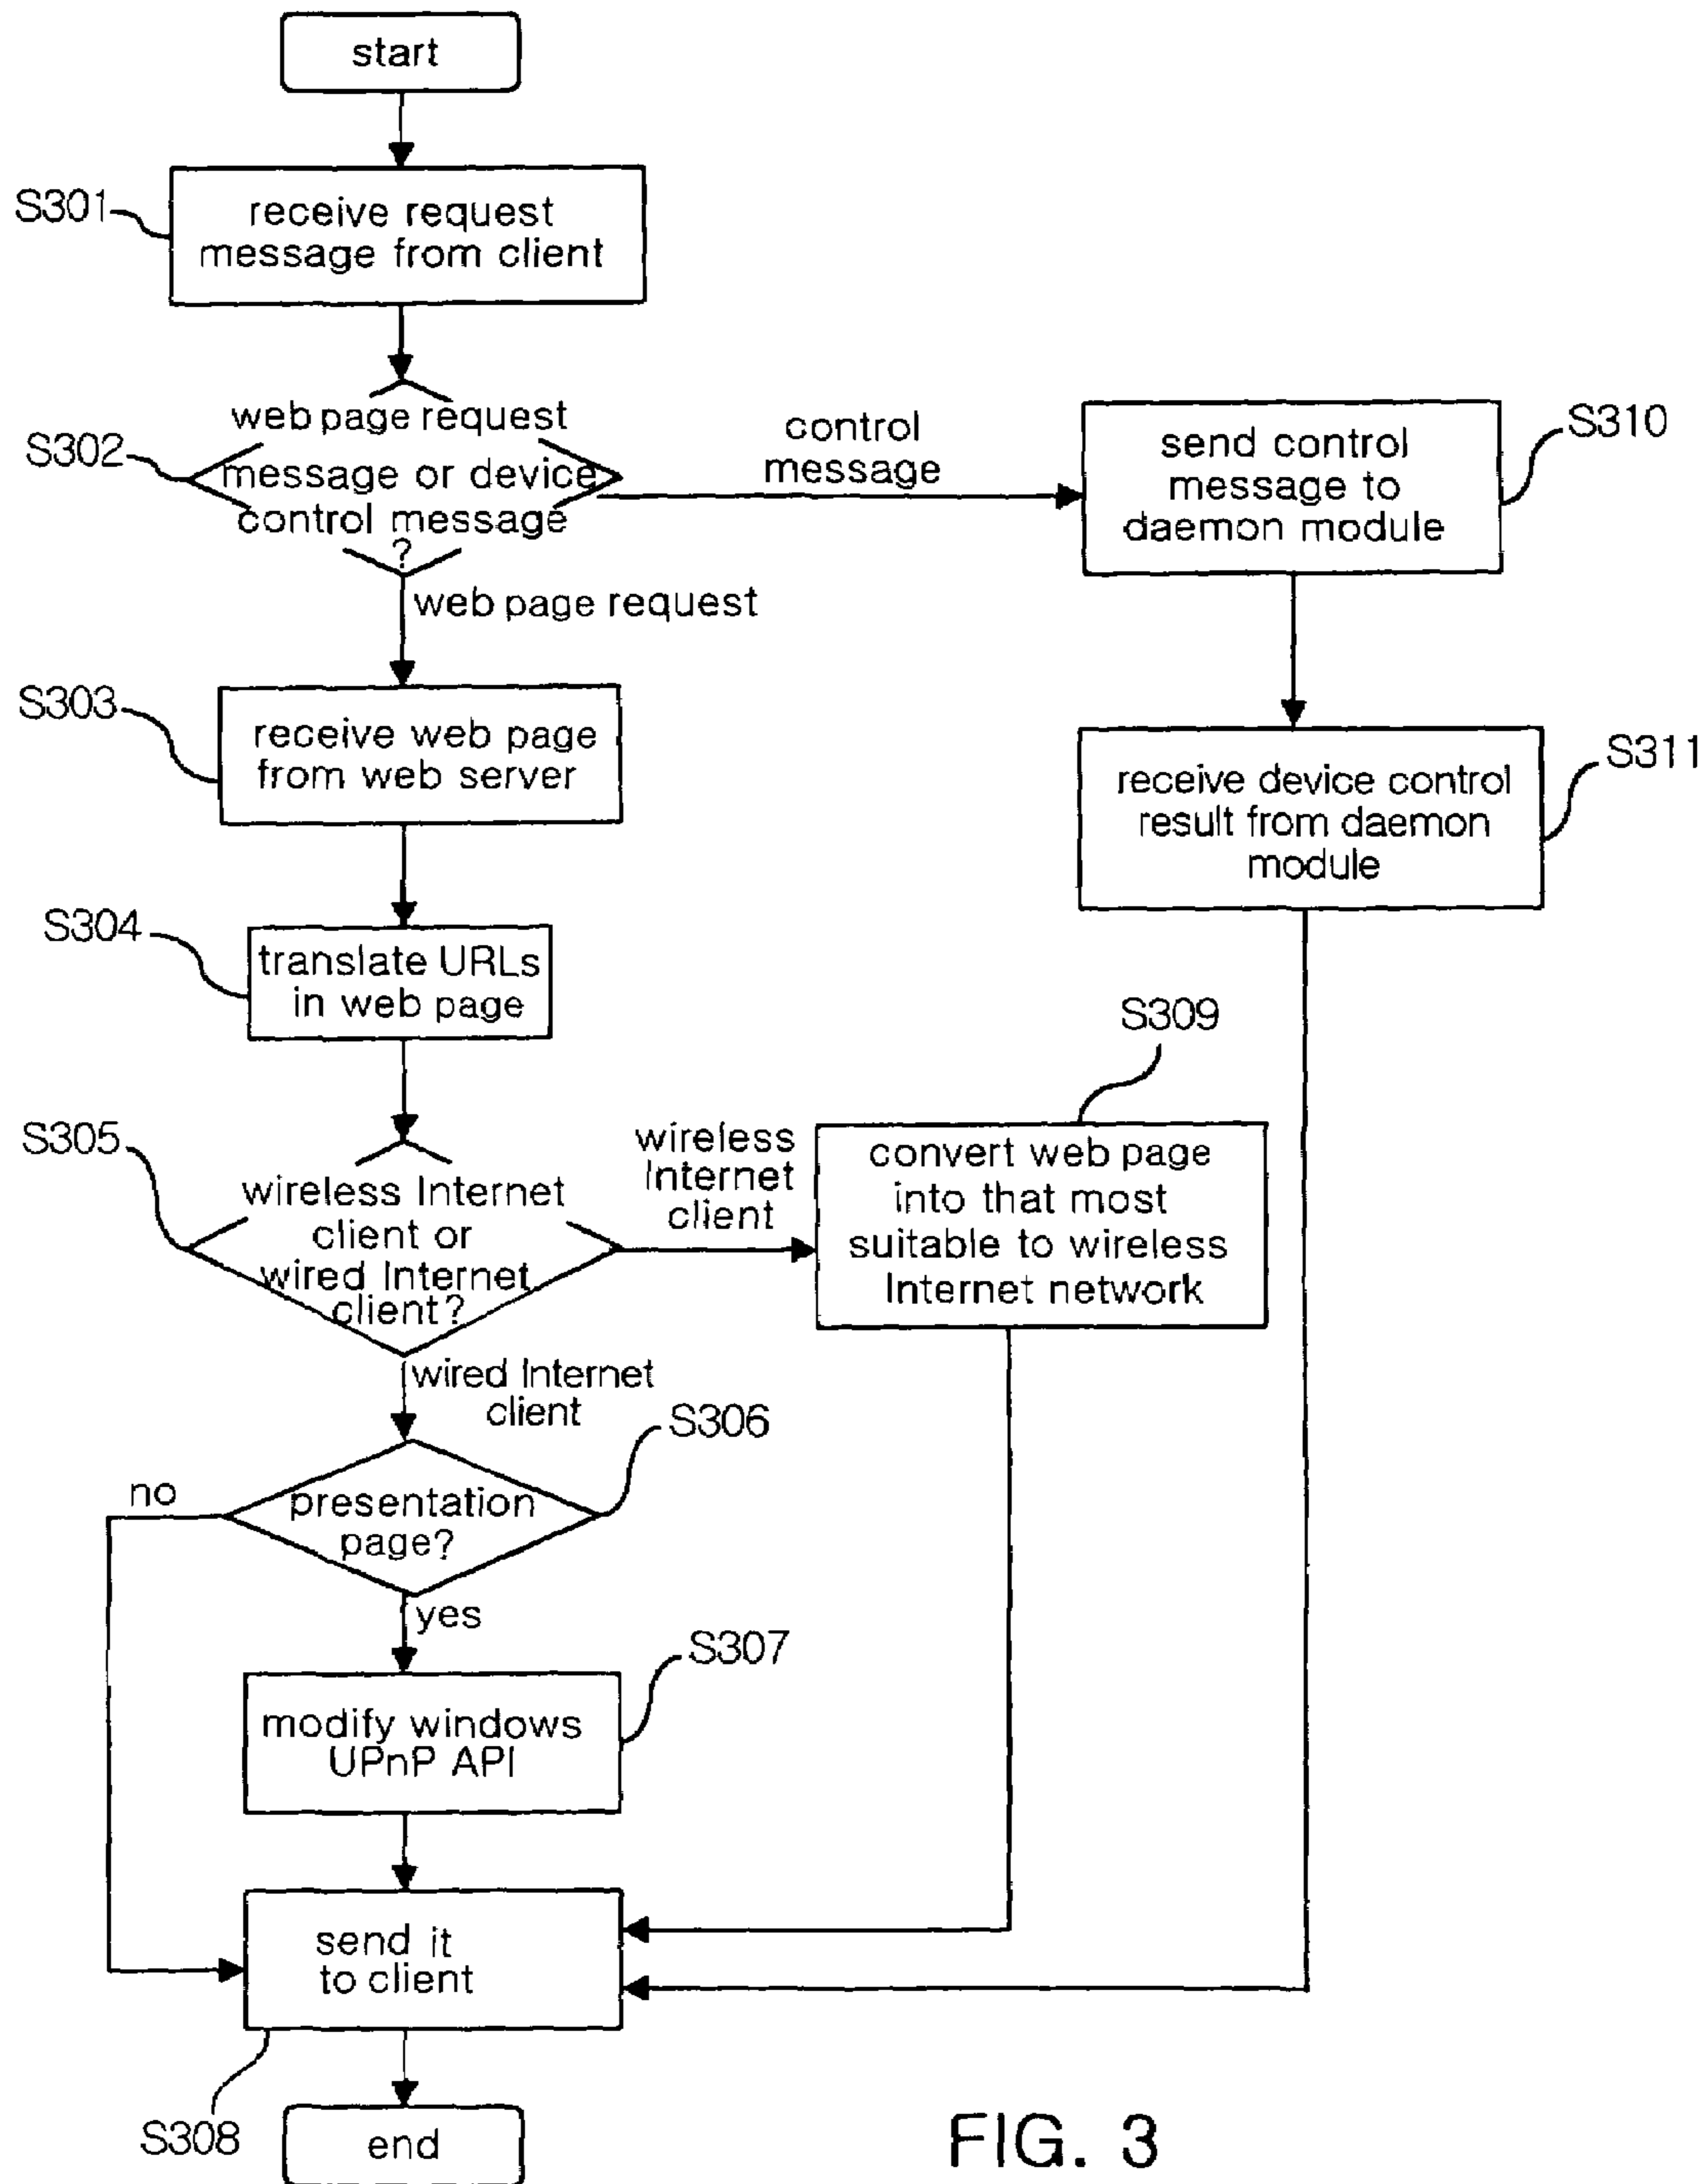 start
S301
receive request
message from client
S302
web page request
message or device
control message
?
control
message
S310
send control
message to
daemon module
web page request
S303
receive web page
from web server
S311
receive device control
result from daemon
module
S304
translate URLs
in web page
S309
S305
wireless Internet
client or
wired Internet
client?
wireless
Internet
client
convert web page
into that most
suitable to wireless
Internet network
wired Internet
client
S306
no
presentation
page?
yes
S307
modify windows
UPnP API
send it
to client
S308
end
FIG. 3